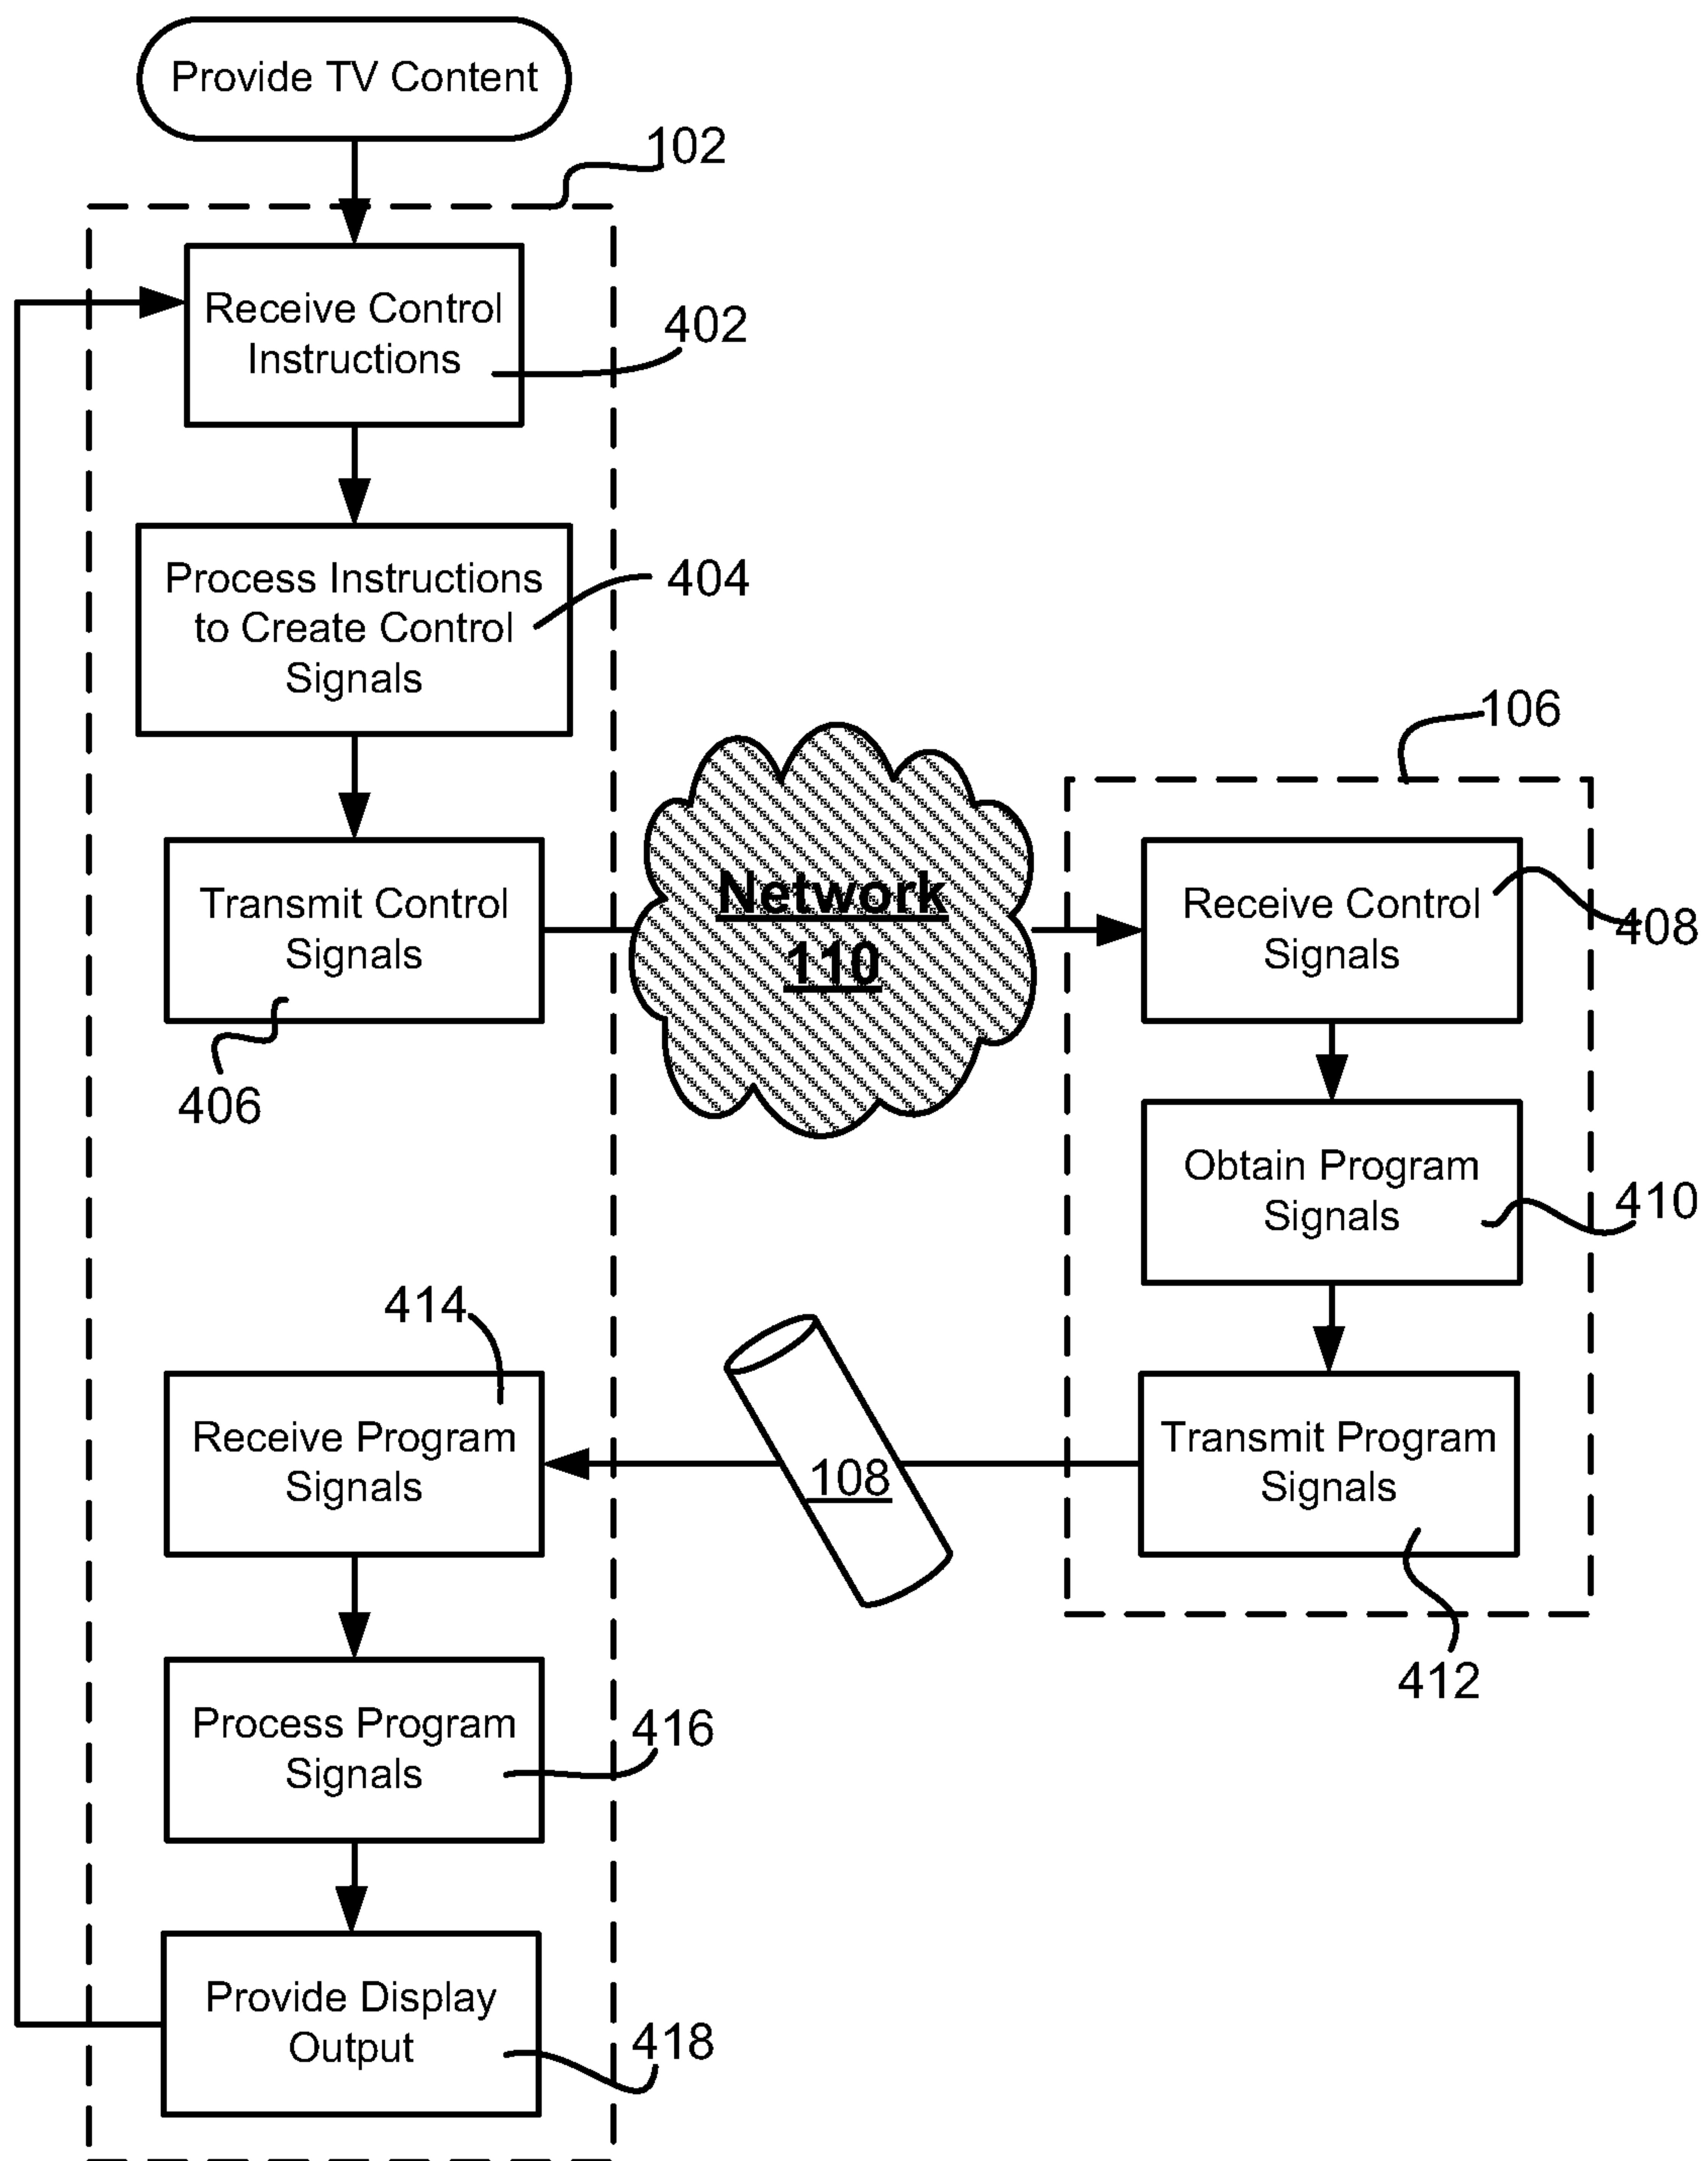 Provide TV Content
102
Receive Control
Instructions
402
Process Instructions
to Create Control
Signals
404
Transmit Control
Signals
406
Network
110
106
Receive Control
Signals
408
Obtain Program
Signals
410
Transmit Program
Signals
412
108
414
Receive Program
Signals
Process Program
Signals
416
Provide Display
Output
418